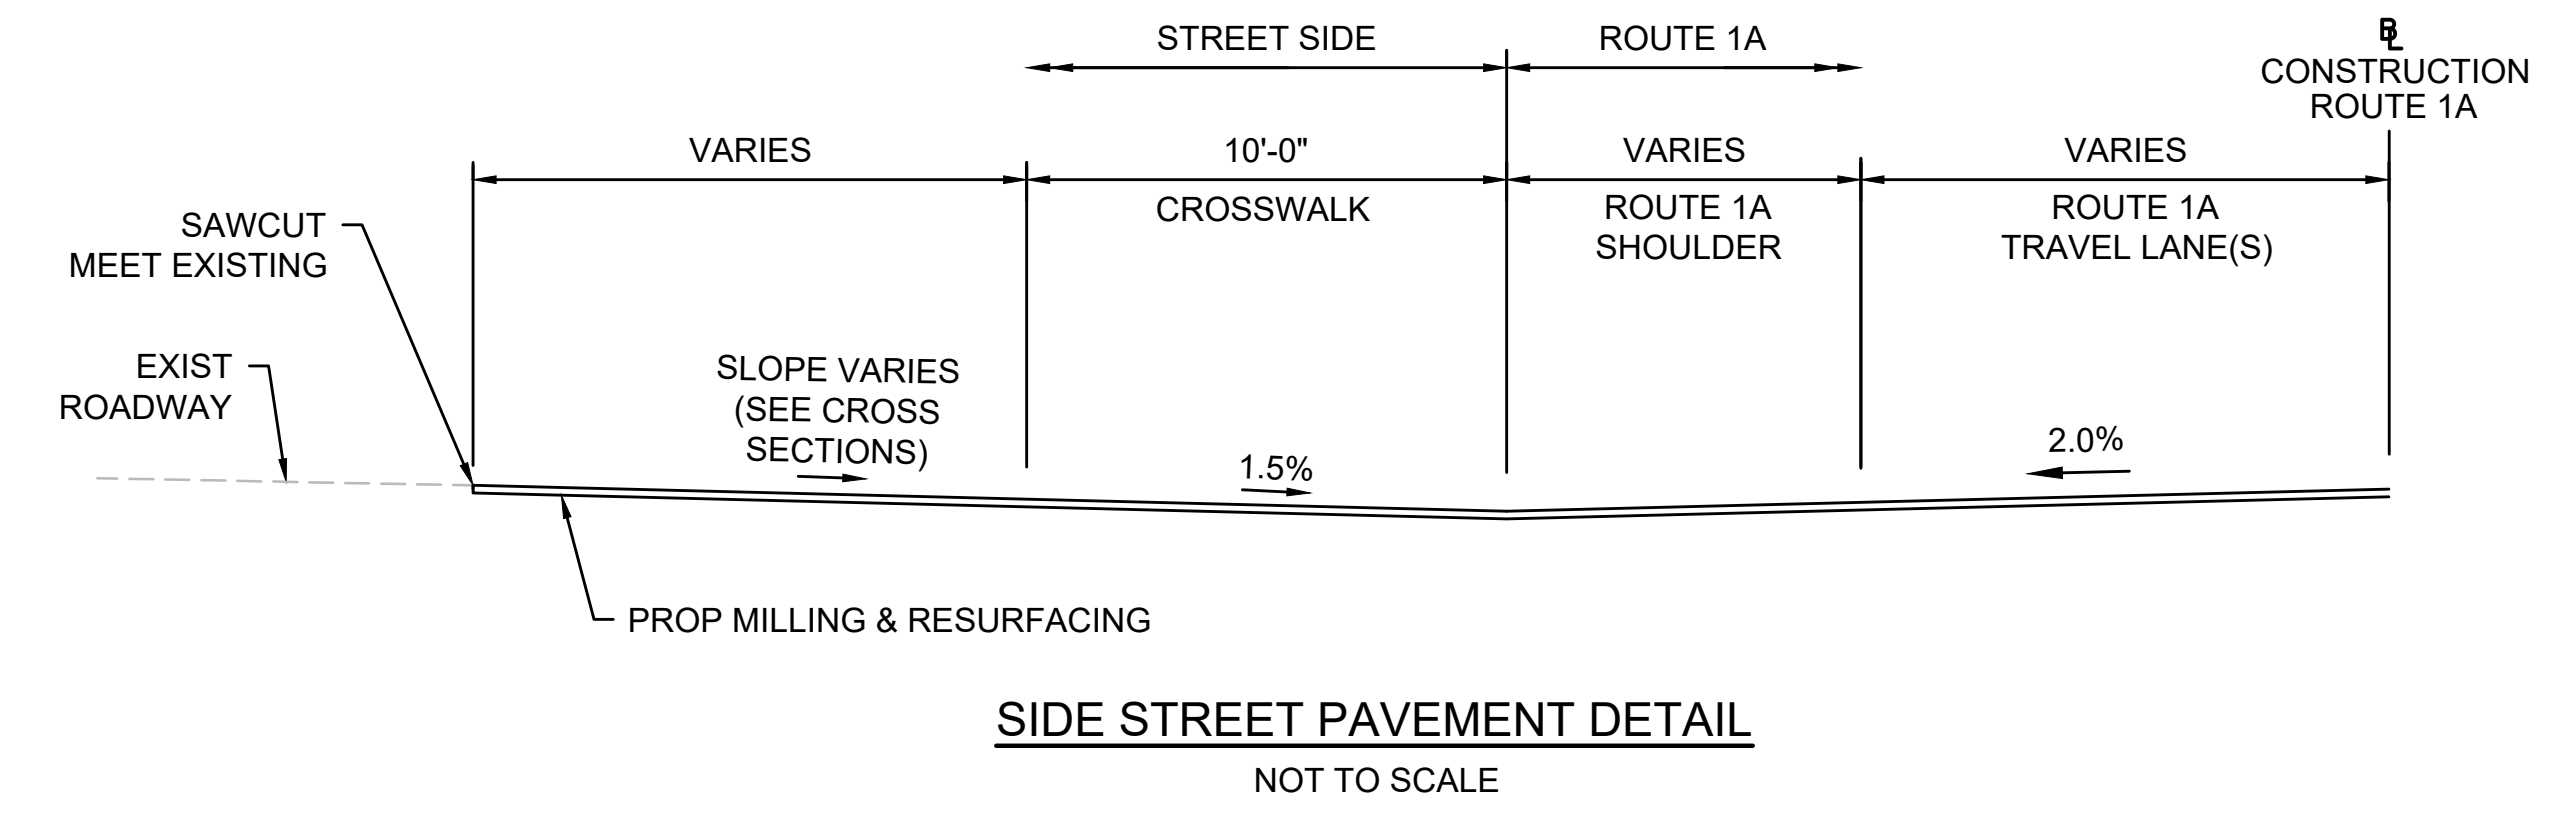 STREET SIDE
ROUTE 1A
BL
CONSTRUCTION
ROUTE 1A
VARIES
10'-0"
VARIES
VARIES
CROSSWALK
ROUTE 1A
SHOULDER
ROUTE 1A
TRAVEL LANE(S)
SAWCUT
MEET EXISTING
EXIST
ROADWAY
SLOPE VARIES
(SEE CROSS
SECTIONS)
1.5%
2.0%
PROP MILLING & RESURFACING
SIDE STREET PAVEMENT DETAIL
NOT TO SCALE